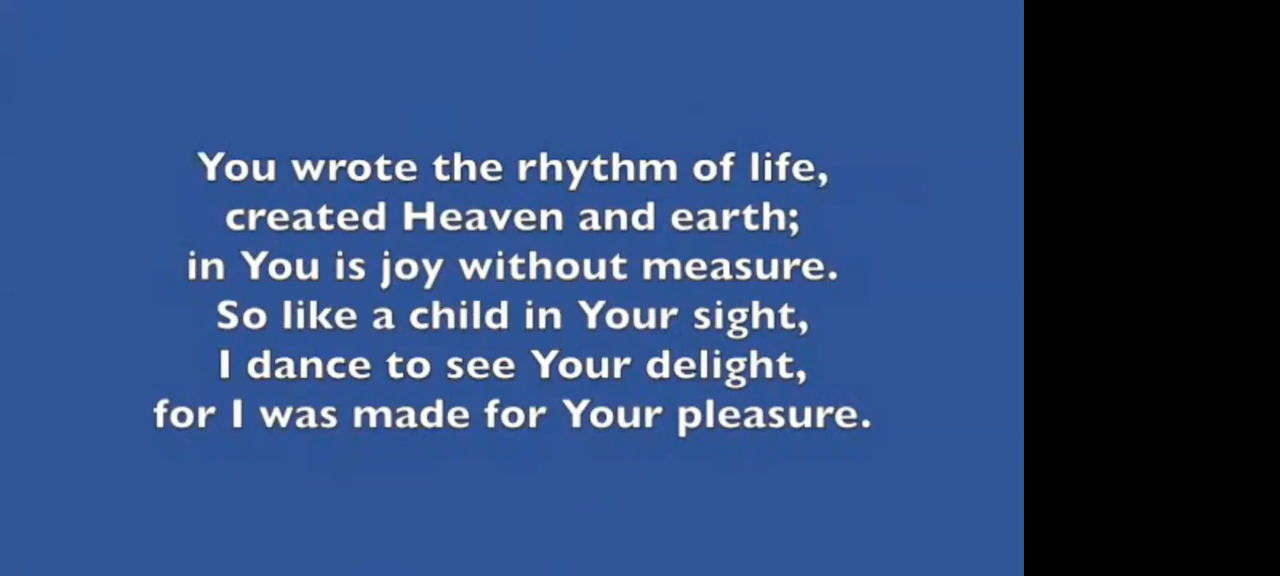 You wrote the rhythm of life,
created Heaven and earth;
in You is joy without measure.
So like a child in Your sight,
I dance to see Your delight,
for I was made for Your pleasure.